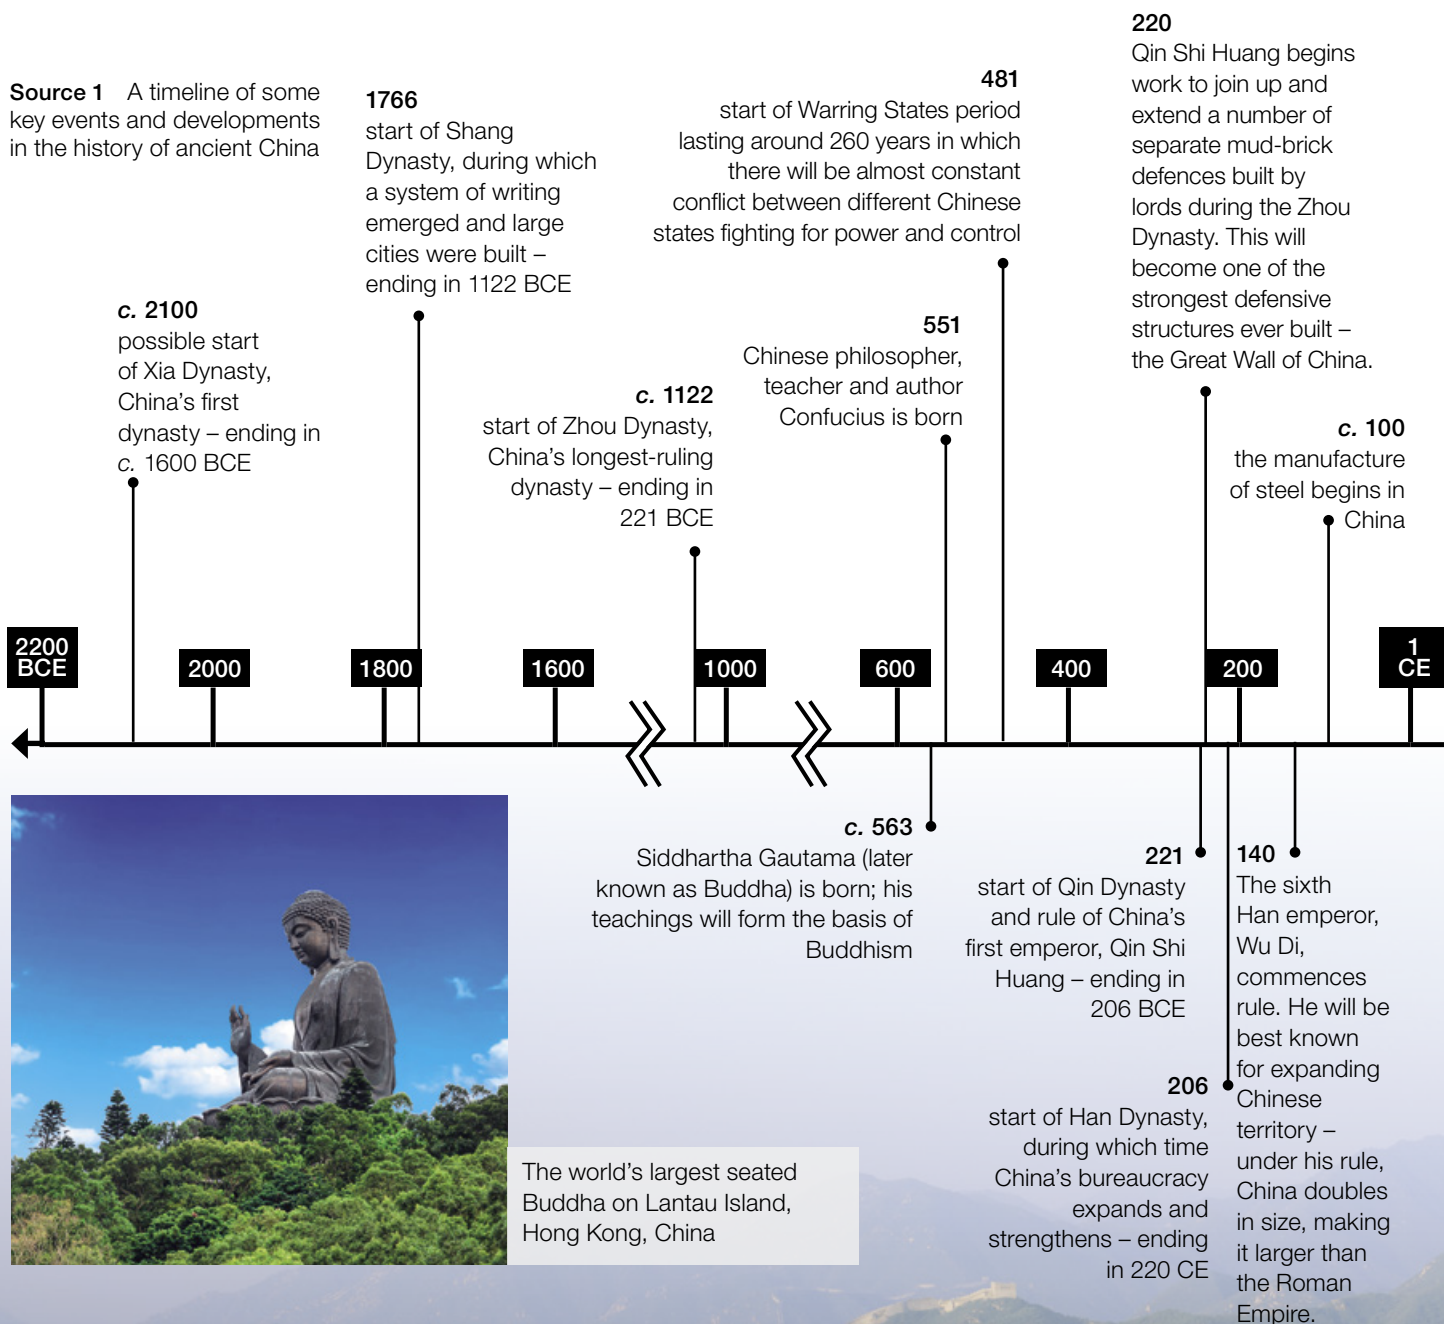 Source 1 A timeline of some
key events and developments
in the history of ancient China
c. 2100
possible start
of Xia Dynasty,
China's first
dynasty – ending in
c. 1600 BCE
1766
start of Shang
Dynasty, during which
a system of writing
emerged and large
cities were built –
ending in 1122 BCE
c. 1122
start of Zhou Dynasty,
China's longest-ruling
dynasty – ending in
221 BCE
551
Chinese philosopher,
teacher and author
Confucius is born
481
start of Warring States period
lasting around 260 years in which
there will be almost constant
conflict between different Chinese
states fighting for power and control
220
Qin Shi Huang begins
work to join up and
extend a number of
separate mud-brick
defences built by
lords during the Zhou
Dynasty. This will
become one of the
strongest defensive
structures ever built –
the Great Wall of China.
c. 100
the manufacture
of steel begins in
China
2200
BCE
2000
1800
1600
1000
600
400
200
1
CE
c. 563
Siddhartha Gautama (later
known as Buddha) is born; his
teachings will form the basis of
Buddhism
221
start of Qin Dynasty
and rule of China's
first emperor, Qin Shi
Huang – ending in
206 BCE
206
start of Han Dynasty,
during which time
China's bureaucracy
expands and
strengthens – ending
in 220 CE
140
The sixth
Han emperor,
Wu Di,
commences
rule. He will be
best known
for expanding
Chinese
territory –
under his rule,
China doubles
in size, making
it larger than
the Roman
Empire.
The world's largest seated
Buddha on Lantau Island,
Hong Kong, China